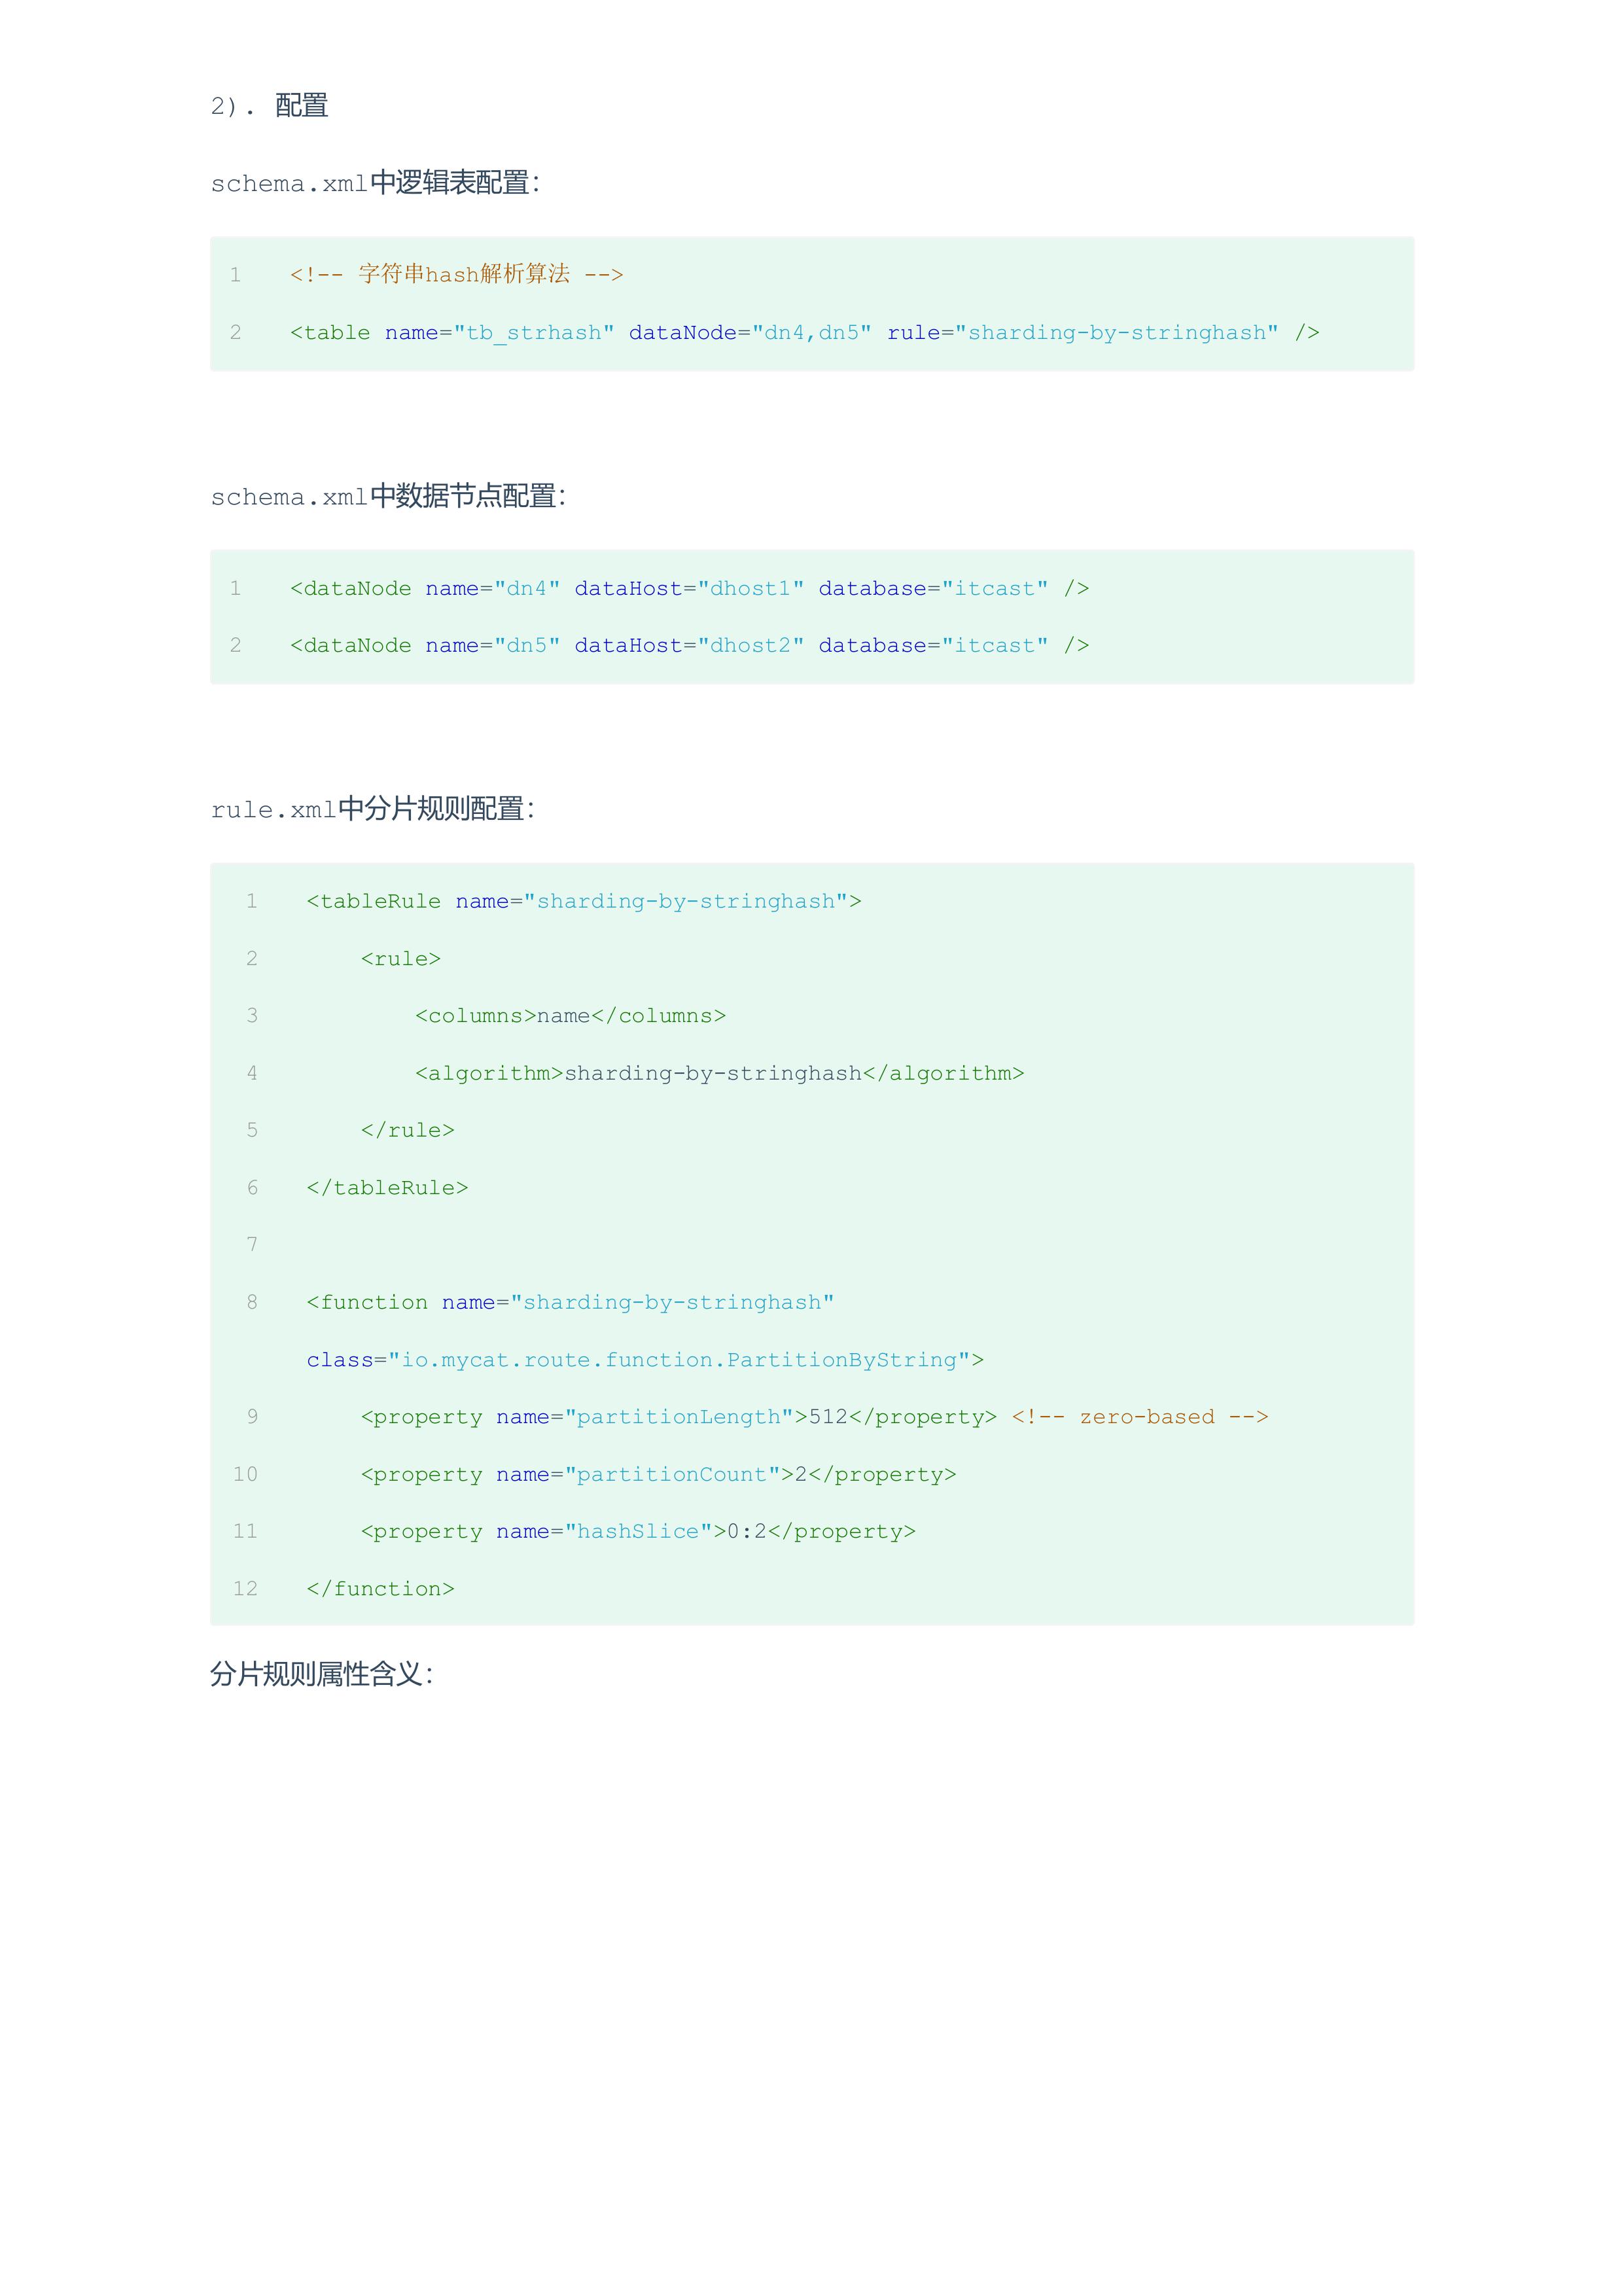 2). 配置
schema.xml中逻辑表配置：
1 <!-- 字符串hash解析算法 -->
2 <table name="tb_strhash" dataNode="dn4,dn5" rule="sharding-by-stringhash" />
schema.xml中数据节点配置：
1 <dataNode name="dn4" dataHost="dhost1" database="itcast" />
2 <dataNode name="dn5" dataHost="dhost2" database="itcast" />
rule.xml中分片规则配置：
1 <tableRule name="sharding-by-stringhash">
2     <rule>
3         <columns>name</columns>
4         <algorithm>sharding-by-stringhash</algorithm>
5     </rule>
6 </tableRule>
7
8 <function name="sharding-by-stringhash"
class="io.mycat.route.function.PartitionByString">
9     <property name="partitionLength">512</property> <!-- zero-based -->
10     <property name="partitionCount">2</property>
11     <property name="hashSlice">0:2</property>
12 </function>
分片规则属性含义：